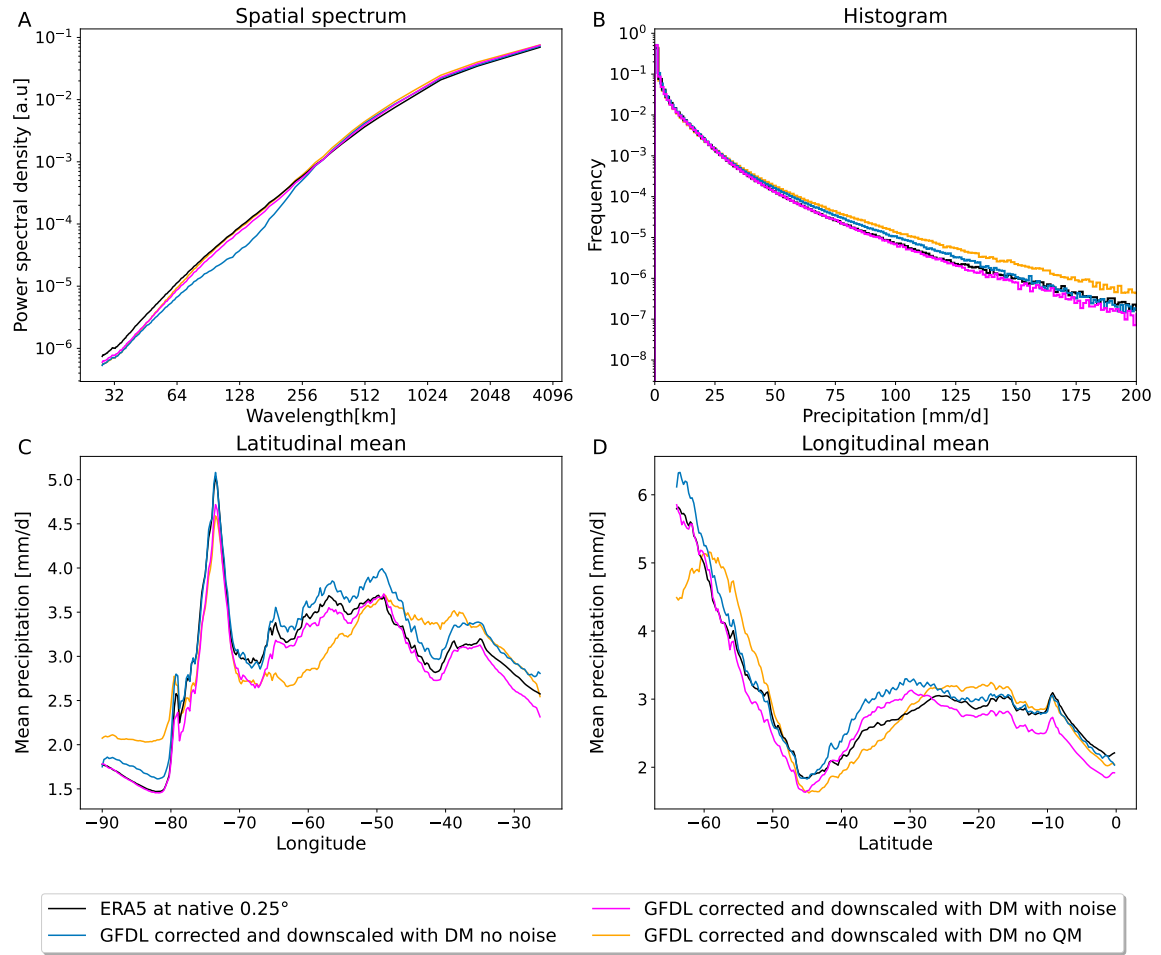 A
Spatial spectrum
10⁻¹
10⁻²
10⁻³
10⁻⁴
10⁻⁵
10⁻⁶
Power spectral density [a.u]
32 64 128 256 512 1024 2048 4096
Wavelength[km]
B
Histogram
10⁰
10⁻¹
10⁻²
10⁻³
10⁻⁴
10⁻⁵
10⁻⁶
10⁻⁷
10⁻⁸
Frequency
0 25 50 75 100 125 150 175 200
Precipitation [mm/d]
C
Latitudinal mean
5.0
4.5
4.0
3.5
3.0
2.5
2.0
1.5
Mean precipitation [mm/d]
−90 −80 −70 −60 −50 −40 −30
Longitude
D
Longitudinal mean
6
5
4
3
2
Mean precipitation [mm/d]
−60 −50 −40 −30 −20 −10 0
Latitude
ERA5 at native 0.25°
GFDL corrected and downscaled with DM no noise
GFDL corrected and downscaled with DM with noise
GFDL corrected and downscaled with DM no QM